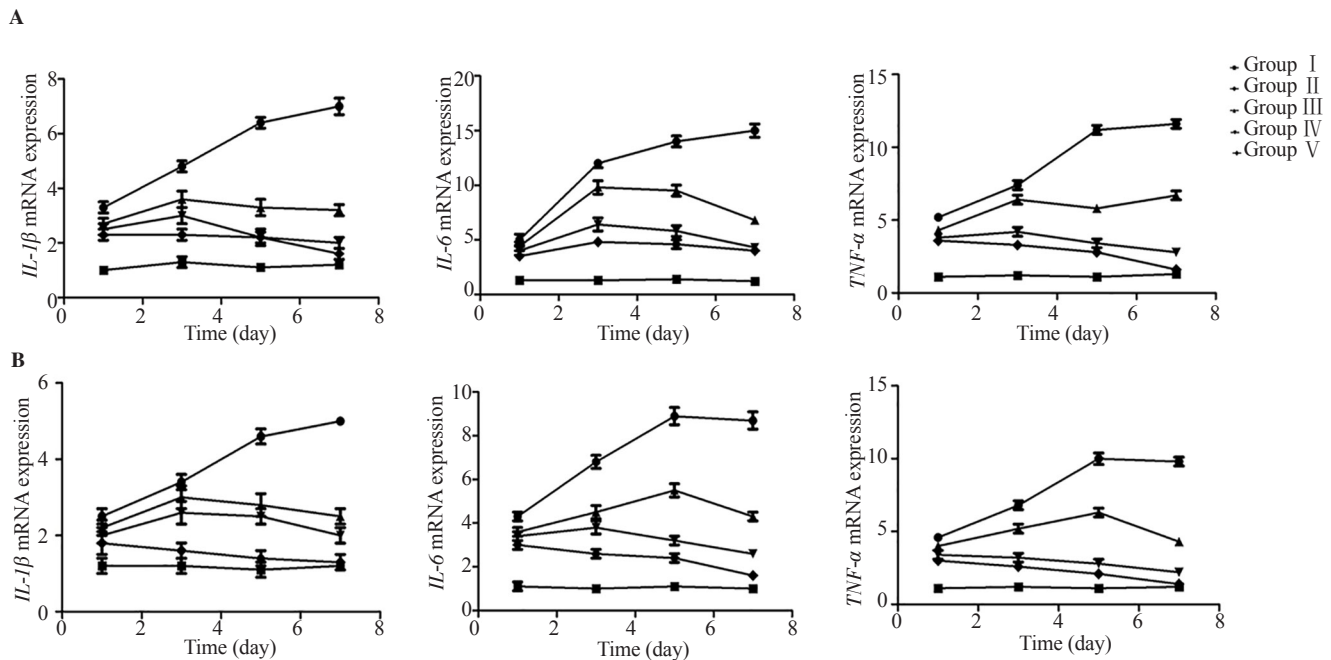 A
IL-1β mRNA expression
8
6
4
2
0
0 2 4 6 8
Time (day)
IL-6 mRNA expression
20
15
10
5
0
0 2 4 6 8
Time (day)
TNF-α mRNA expression
15
10
5
0
0 2 4 6 8
Time (day)
Group Ⅰ
Group Ⅱ
Group Ⅲ
Group Ⅳ
Group Ⅴ
B
IL-1β mRNA expression
6
4
2
0
0 2 4 6 8
Time (day)
IL-6 mRNA expression
10
8
6
4
2
0
0 2 4 6 8
Time (day)
TNF-α mRNA expression
15
10
5
0
0 2 4 6 8
Time (day)